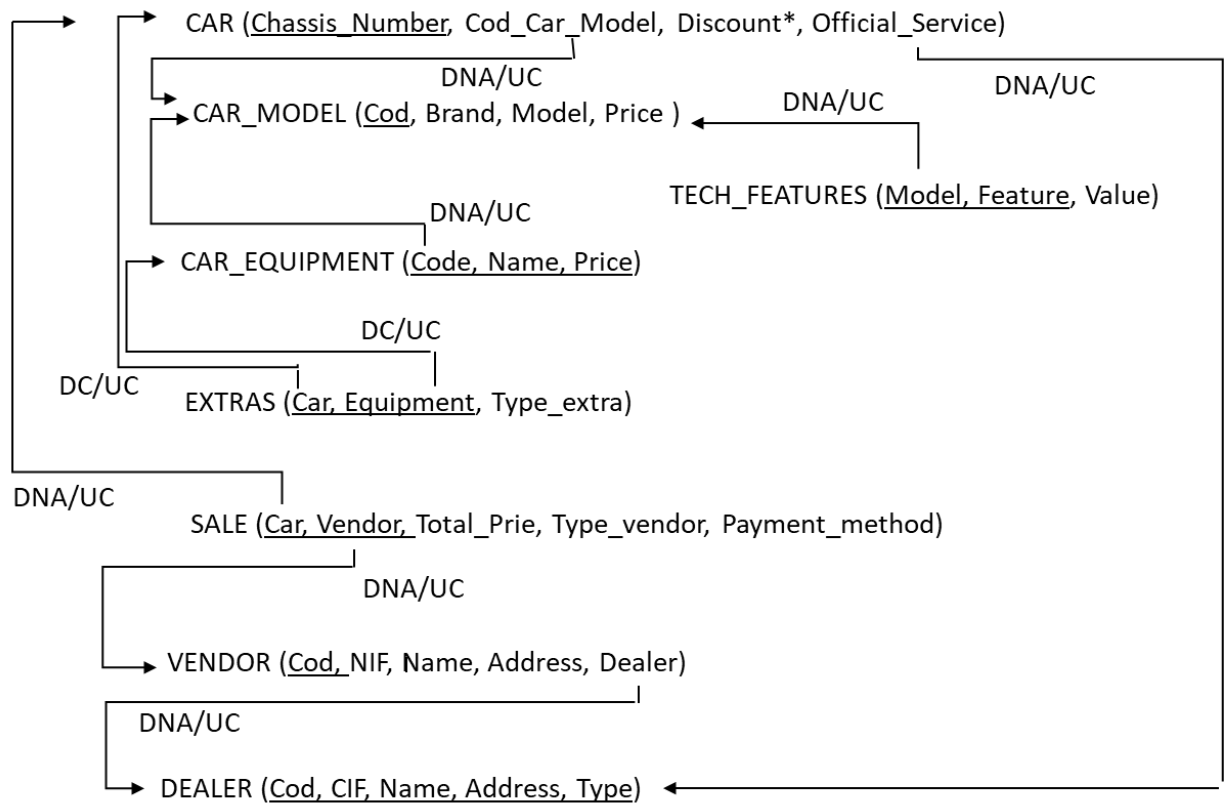 CAR (Chassis_Number, Cod_Car_Model, Discount*, Official_Service)
DNA/UC
DNA/UC
DNA/UC
CAR_MODEL (Cod, Brand, Model, Price )
TECH_FEATURES (Model, Feature, Value)
DNA/UC
CAR_EQUIPMENT (Code, Name, Price)
DC/UC
DC/UC
EXTRAS (Car, Equipment, Type_extra)
DNA/UC
SALE (Car, Vendor, Total_Prie, Type_vendor, Payment_method)
DNA/UC
VENDOR (Cod, NIF, Name, Address, Dealer)
DNA/UC
DEALER (Cod, CIF, Name, Address, Type)